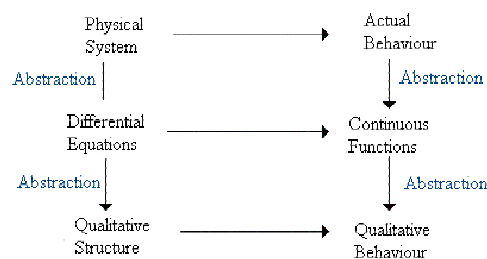 Physical
System
Actual
Behaviour
Abstraction
Abstraction
Differential
Equations
Continuous
Functions
Abstraction
Abstraction
Qualitative
Structure
Qualitative
Behaviour